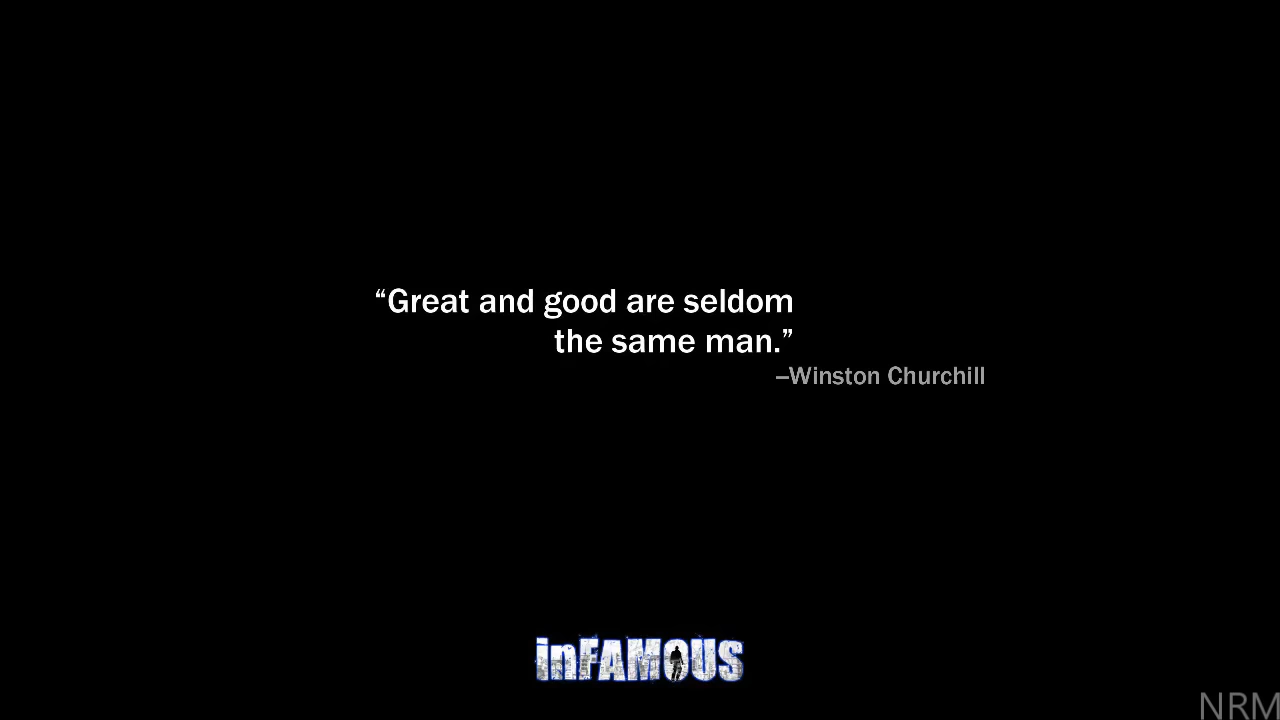 “Great and good are seldom
the same man.”
–Winston Churchill
inFAMOUS
NRM